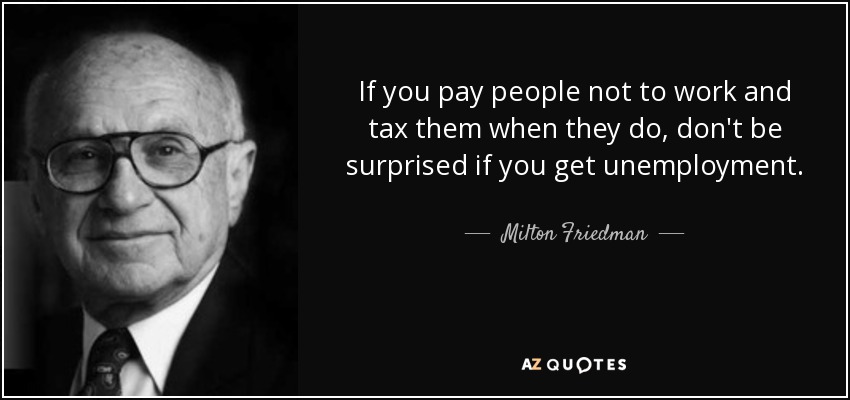 If you pay people not to work and
tax them when they do, don't be
surprised if you get unemployment.
Milton Friedman
AZ QUOTES